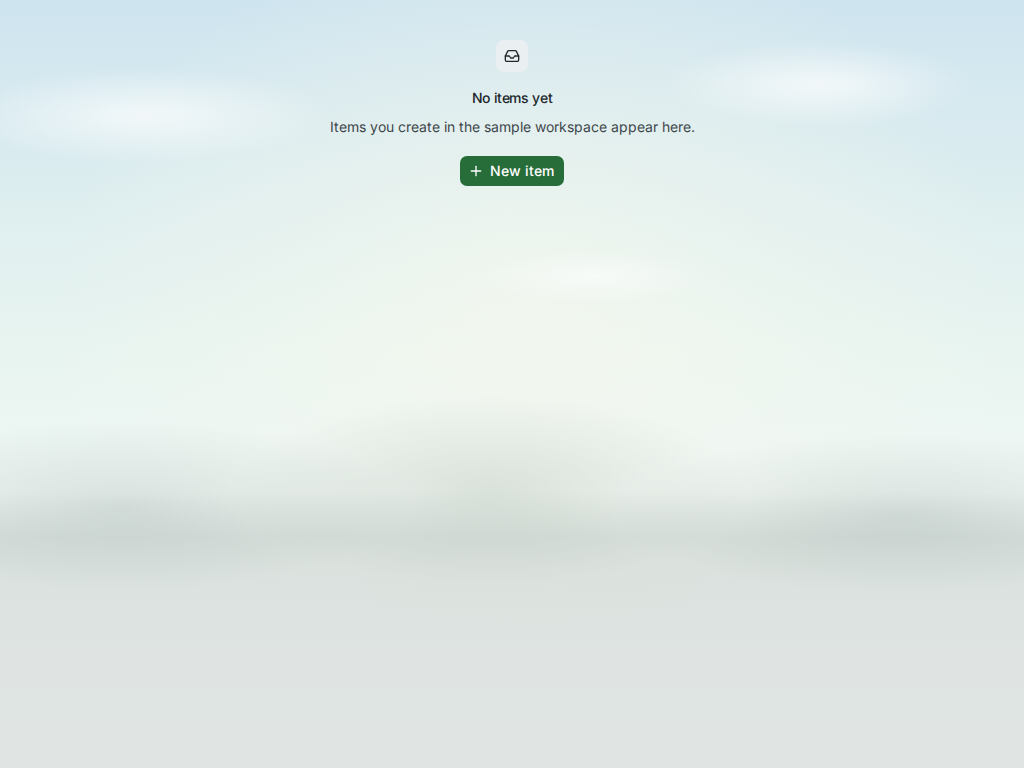 No items yet
Items you create in the sample workspace appear here.
New item